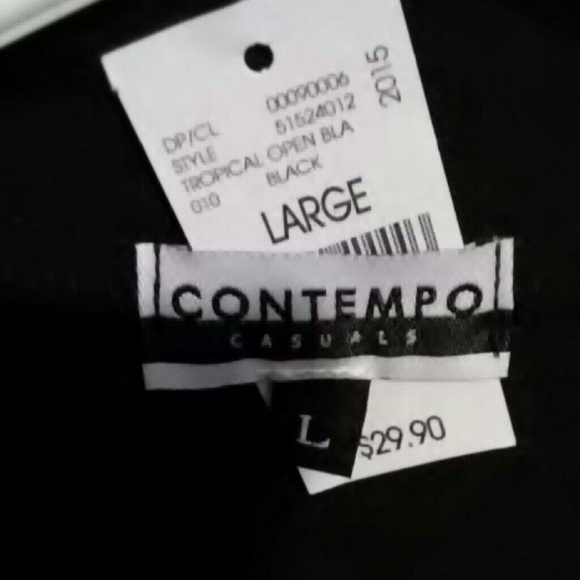 2015
DP/CL 00090006
STYLE 51524012
TROPICAL OPEN BLA
010 BLACK
LARGE
CONTEMPO
CASUALS
L
$29.90